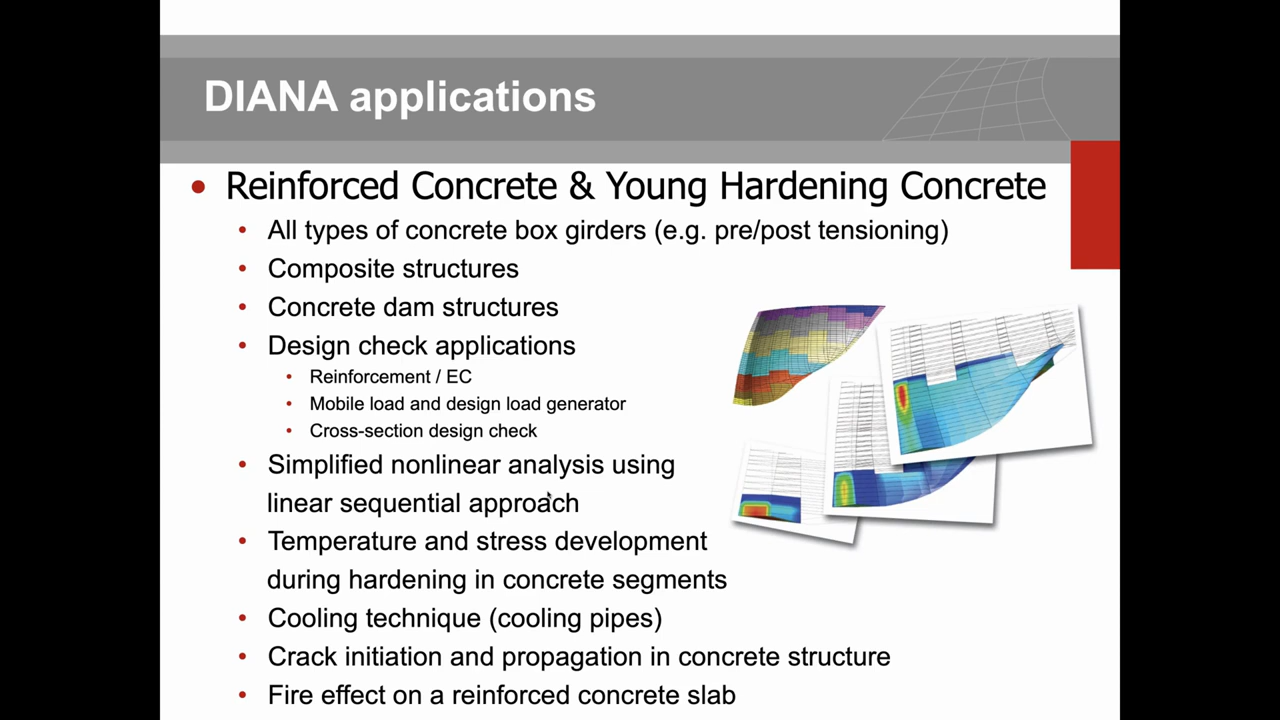 DIANA applications
• Reinforced Concrete & Young Hardening Concrete
• All types of concrete box girders (e.g. pre/post tensioning)
• Composite structures
• Concrete dam structures
• Design check applications
• Reinforcement / EC
• Mobile load and design load generator
• Cross-section design check
• Simplified nonlinear analysis using
linear sequential approach
• Temperature and stress development
during hardening in concrete segments
• Cooling technique (cooling pipes)
• Crack initiation and propagation in concrete structure
• Fire effect on a reinforced concrete slab